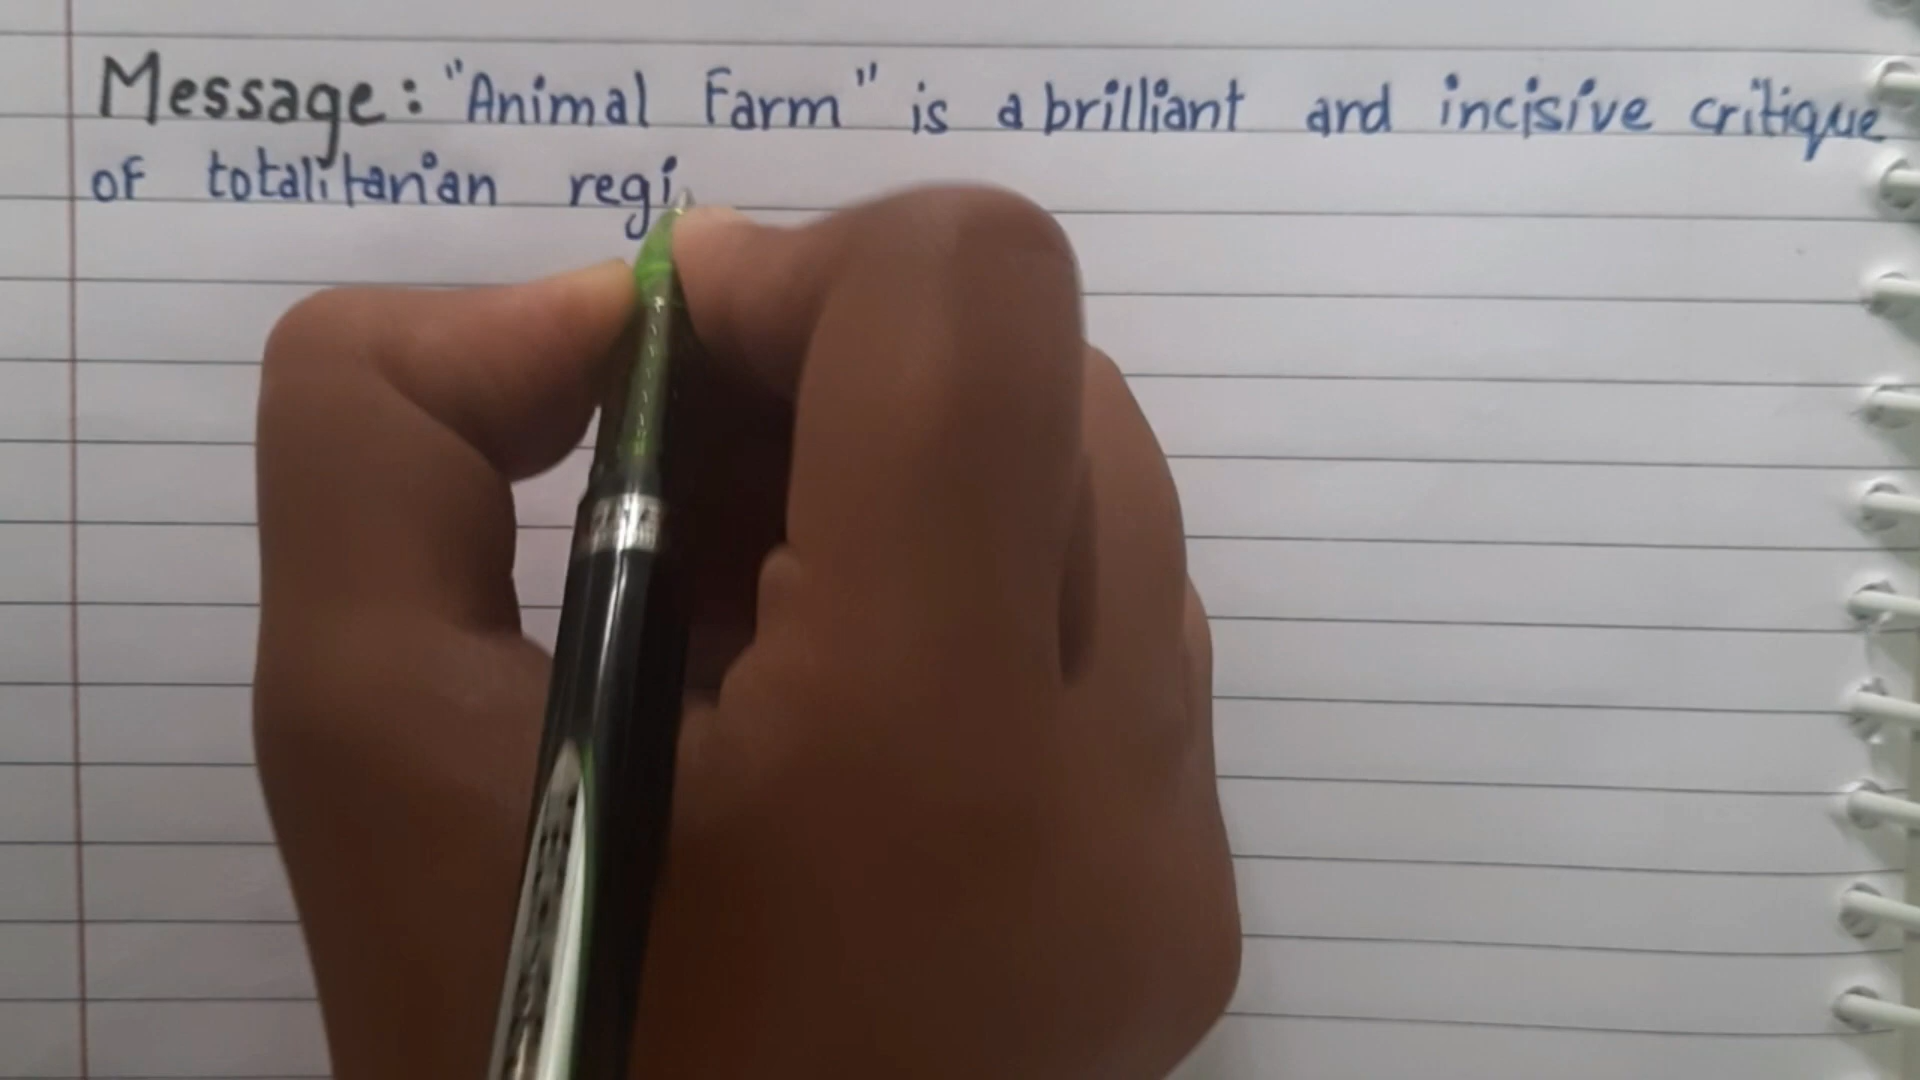 Message: "Animal Farm" is a brilliant and incisive critique
of totalitarian regi